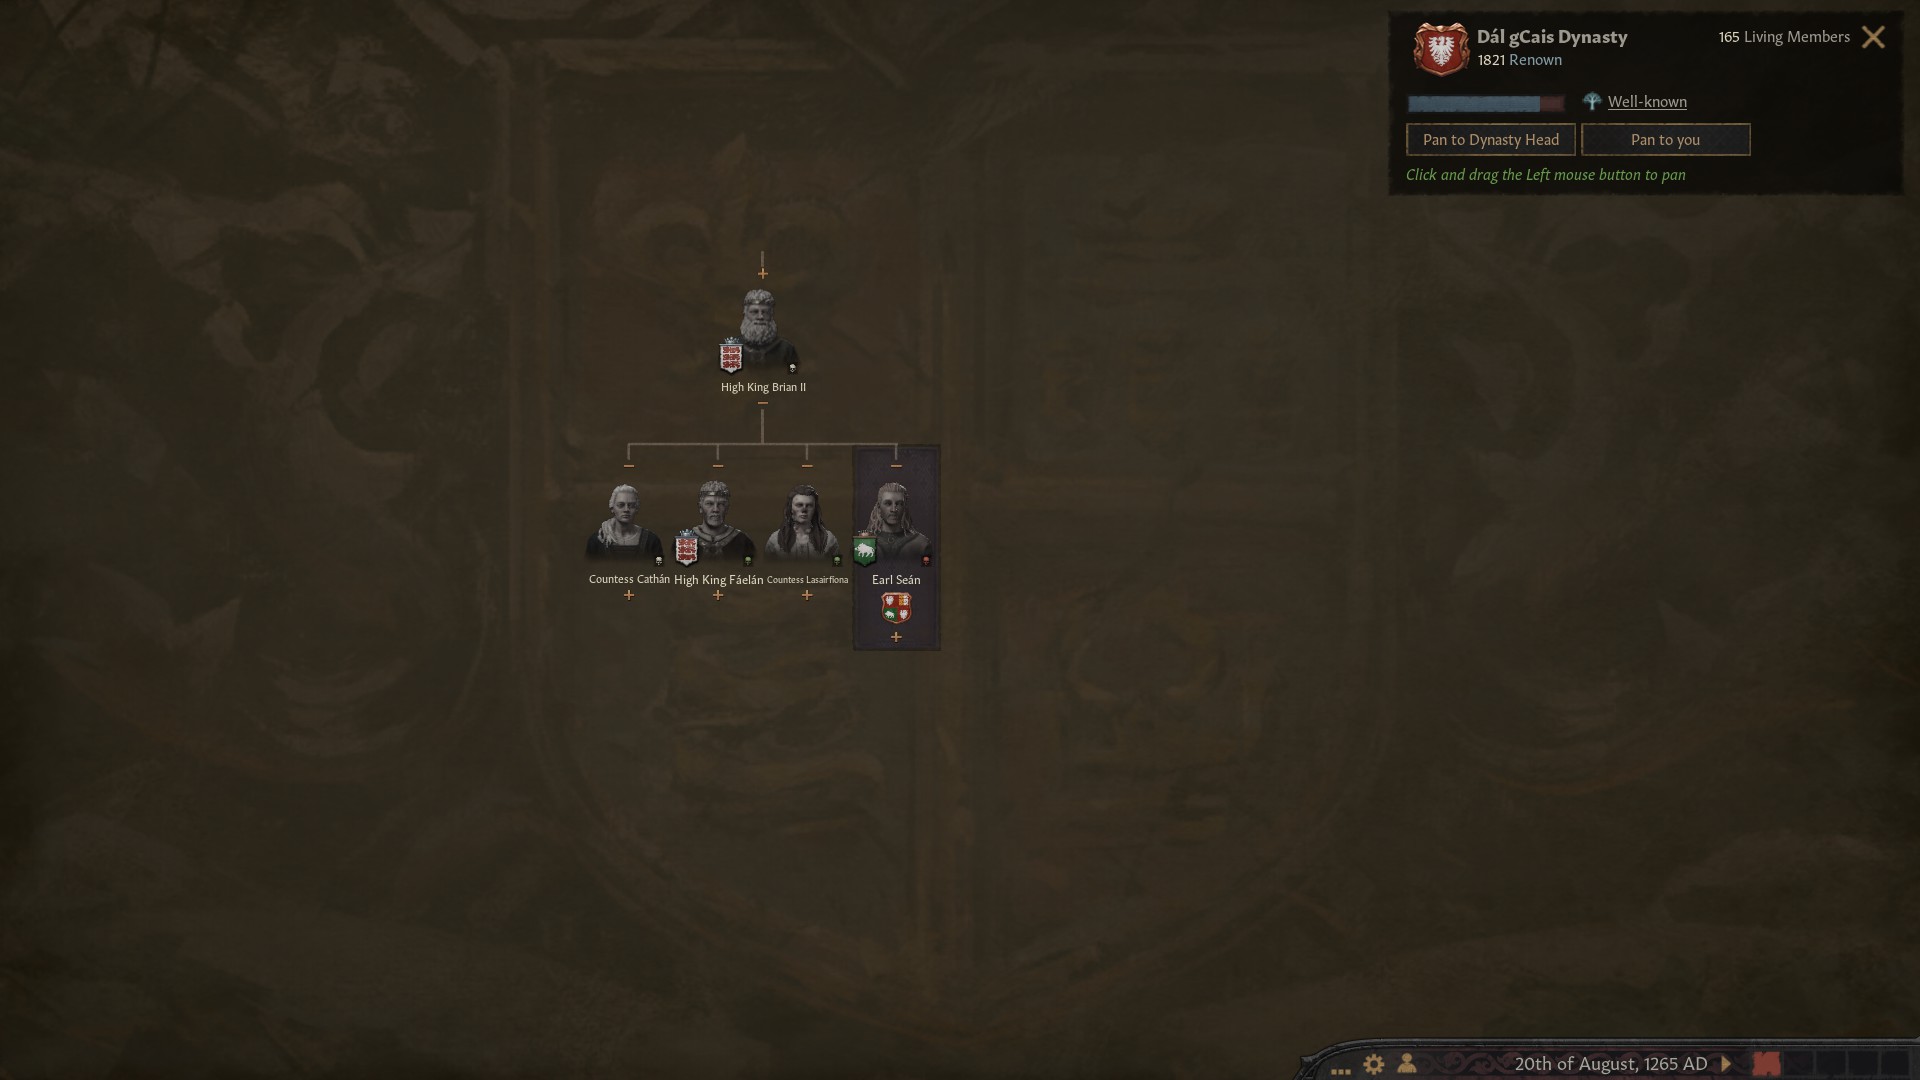 Dál gCais Dynasty
165 Living Members
1821 Renown
Well-known
Pan to Dynasty Head
Pan to you
Click and drag the Left mouse button to pan
High King Brian II
Countess Cathán
High King Fáelán
Countess Lasairfiona
Earl Seán
20th of August, 1265 AD